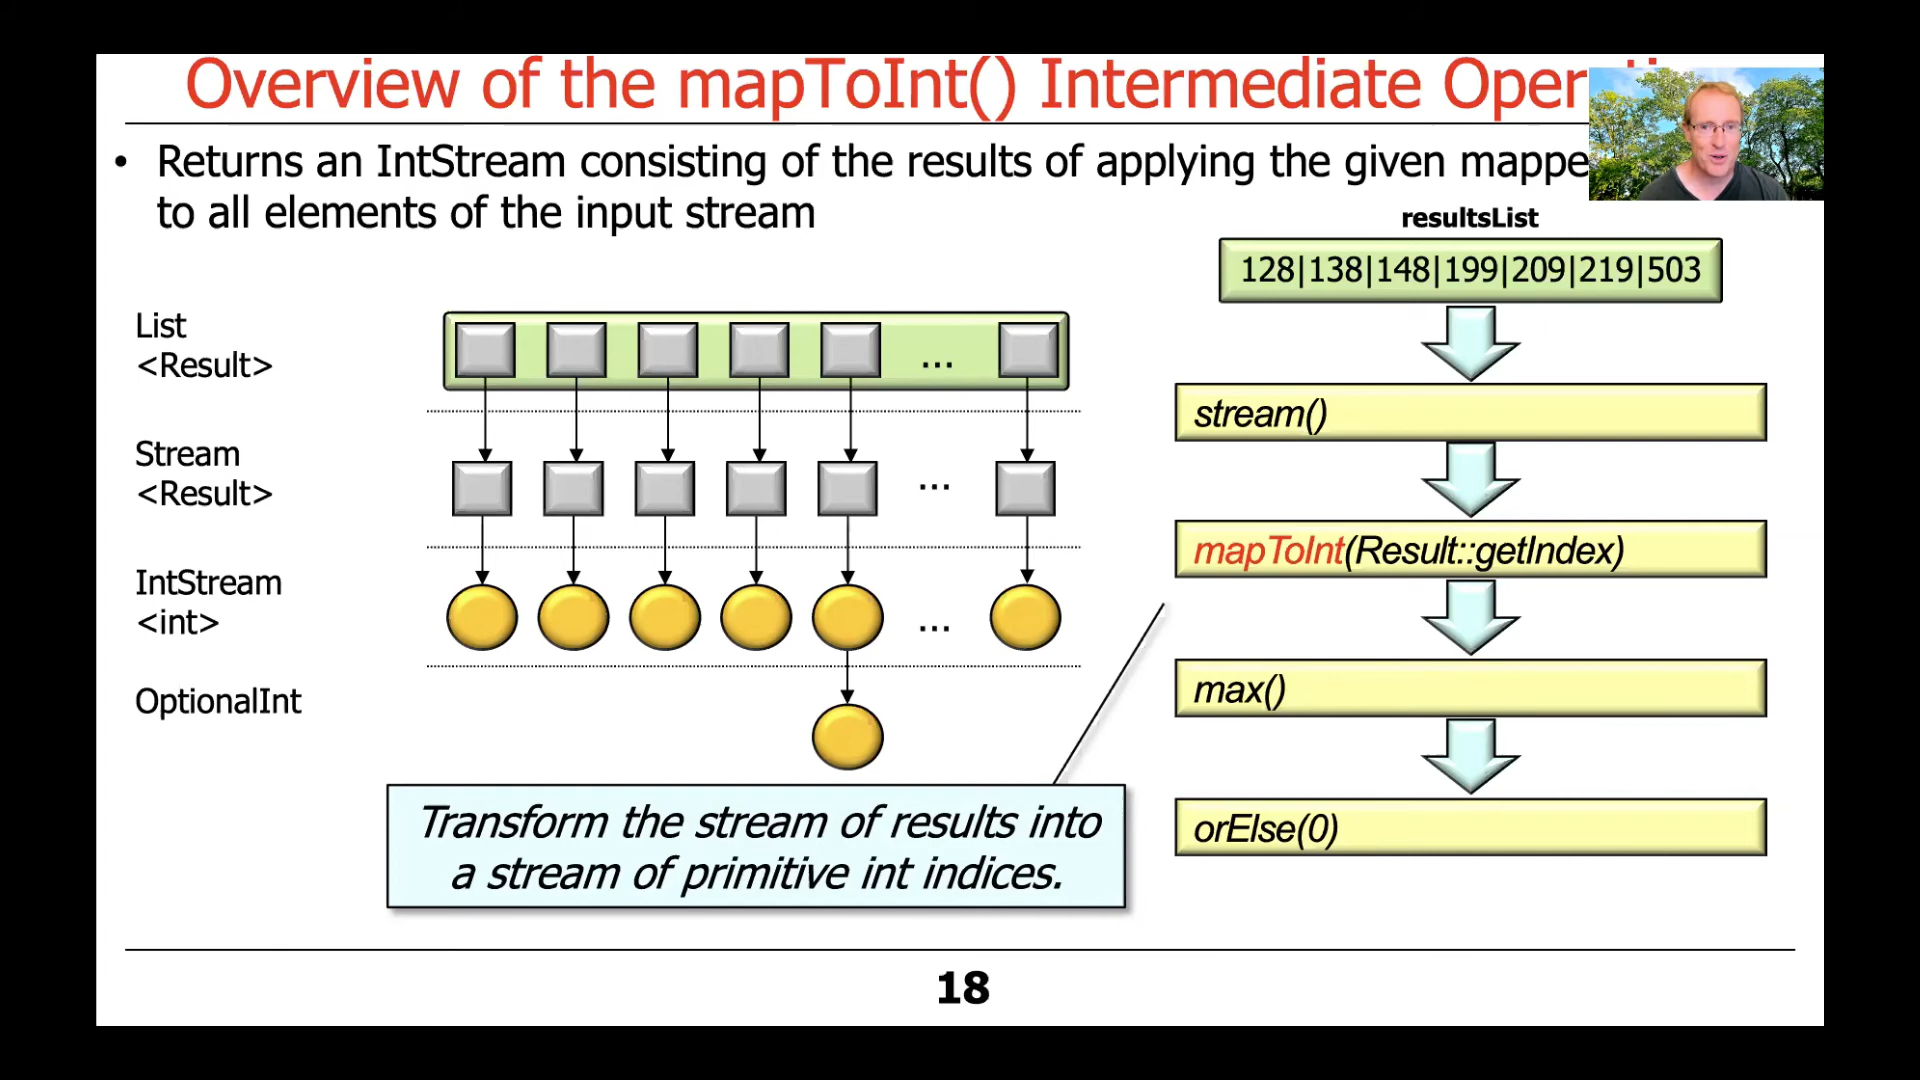 Overview of the mapToInt() Intermediate
• Returns an IntStream consisting of the results of applying the given
to all elements of the input stream
resultsList
128|138|148|199|209|219|503
List
<Result>
...
stream()
Stream
<Result>
...
mapToInt(Result::getIndex)
IntStream
<int>
...
max()
OptionalInt
Transform the stream of results into
a stream of primitive int indices.
orElse(0)
18